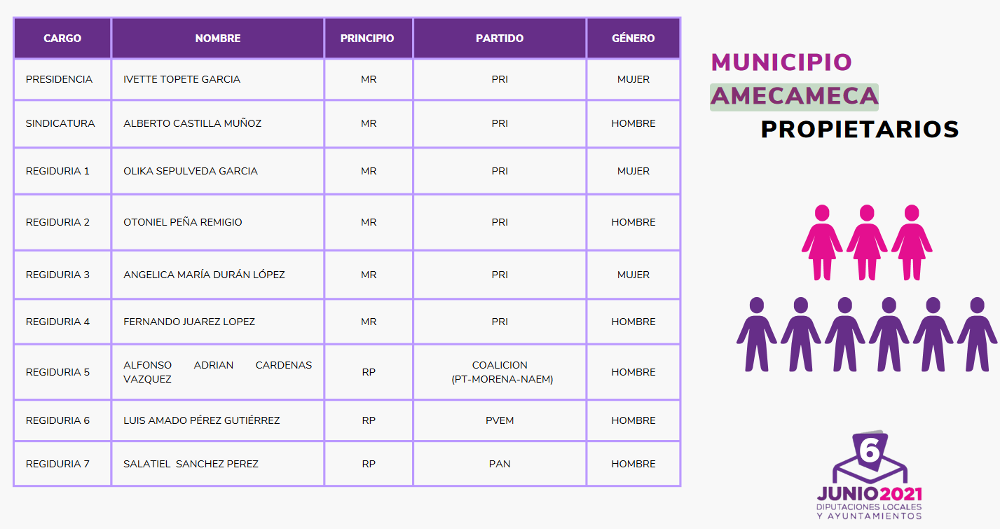 CARGO NOMBRE PRINCIPIO PARTIDO GÉNERO
PRESIDENCIA IVETTE TOPETE GARCIA MR PRI MUJER
SINDICATURA ALBERTO CASTILLA MUÑOZ MR PRI HOMBRE
REGIDURIA 1 OLIKA SEPULVEDA GARCIA MR PRI MUJER
REGIDURIA 2 OTONIEL PEÑA REMIGIO MR PRI HOMBRE
REGIDURIA 3 ANGELICA MARÍA DURÁN LÓPEZ MR PRI MUJER
REGIDURIA 4 FERNANDO JUAREZ LOPEZ MR PRI HOMBRE
REGIDURIA 5 ALFONSO ADRIAN CARDENAS
VAZQUEZ RP COALICION
(PT-MORENA-NAEM) HOMBRE
REGIDURIA 6 LUIS AMADO PÉREZ GUTIÉRREZ RP PVEM HOMBRE
REGIDURIA 7 SALATIEL SANCHEZ PEREZ RP PAN HOMBRE
MUNICIPIO
AMECAMECA
PROPIETARIOS
6
JUNIO2021
DIPUTACIONES LOCALES
Y AYUNTAMIENTOS